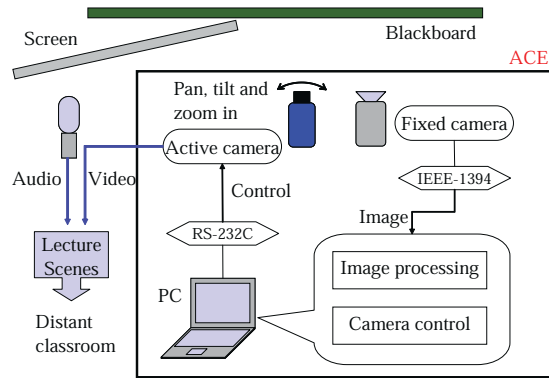 Screen
Blackboard
ACE
Pan, tilt and
zoom in
Fixed camera
Active camera
Audio
Video
Control
IEEE-1394
Image
RS-232C
Lecture
Scenes
PC
Image processing
Camera control
Distant
classroom